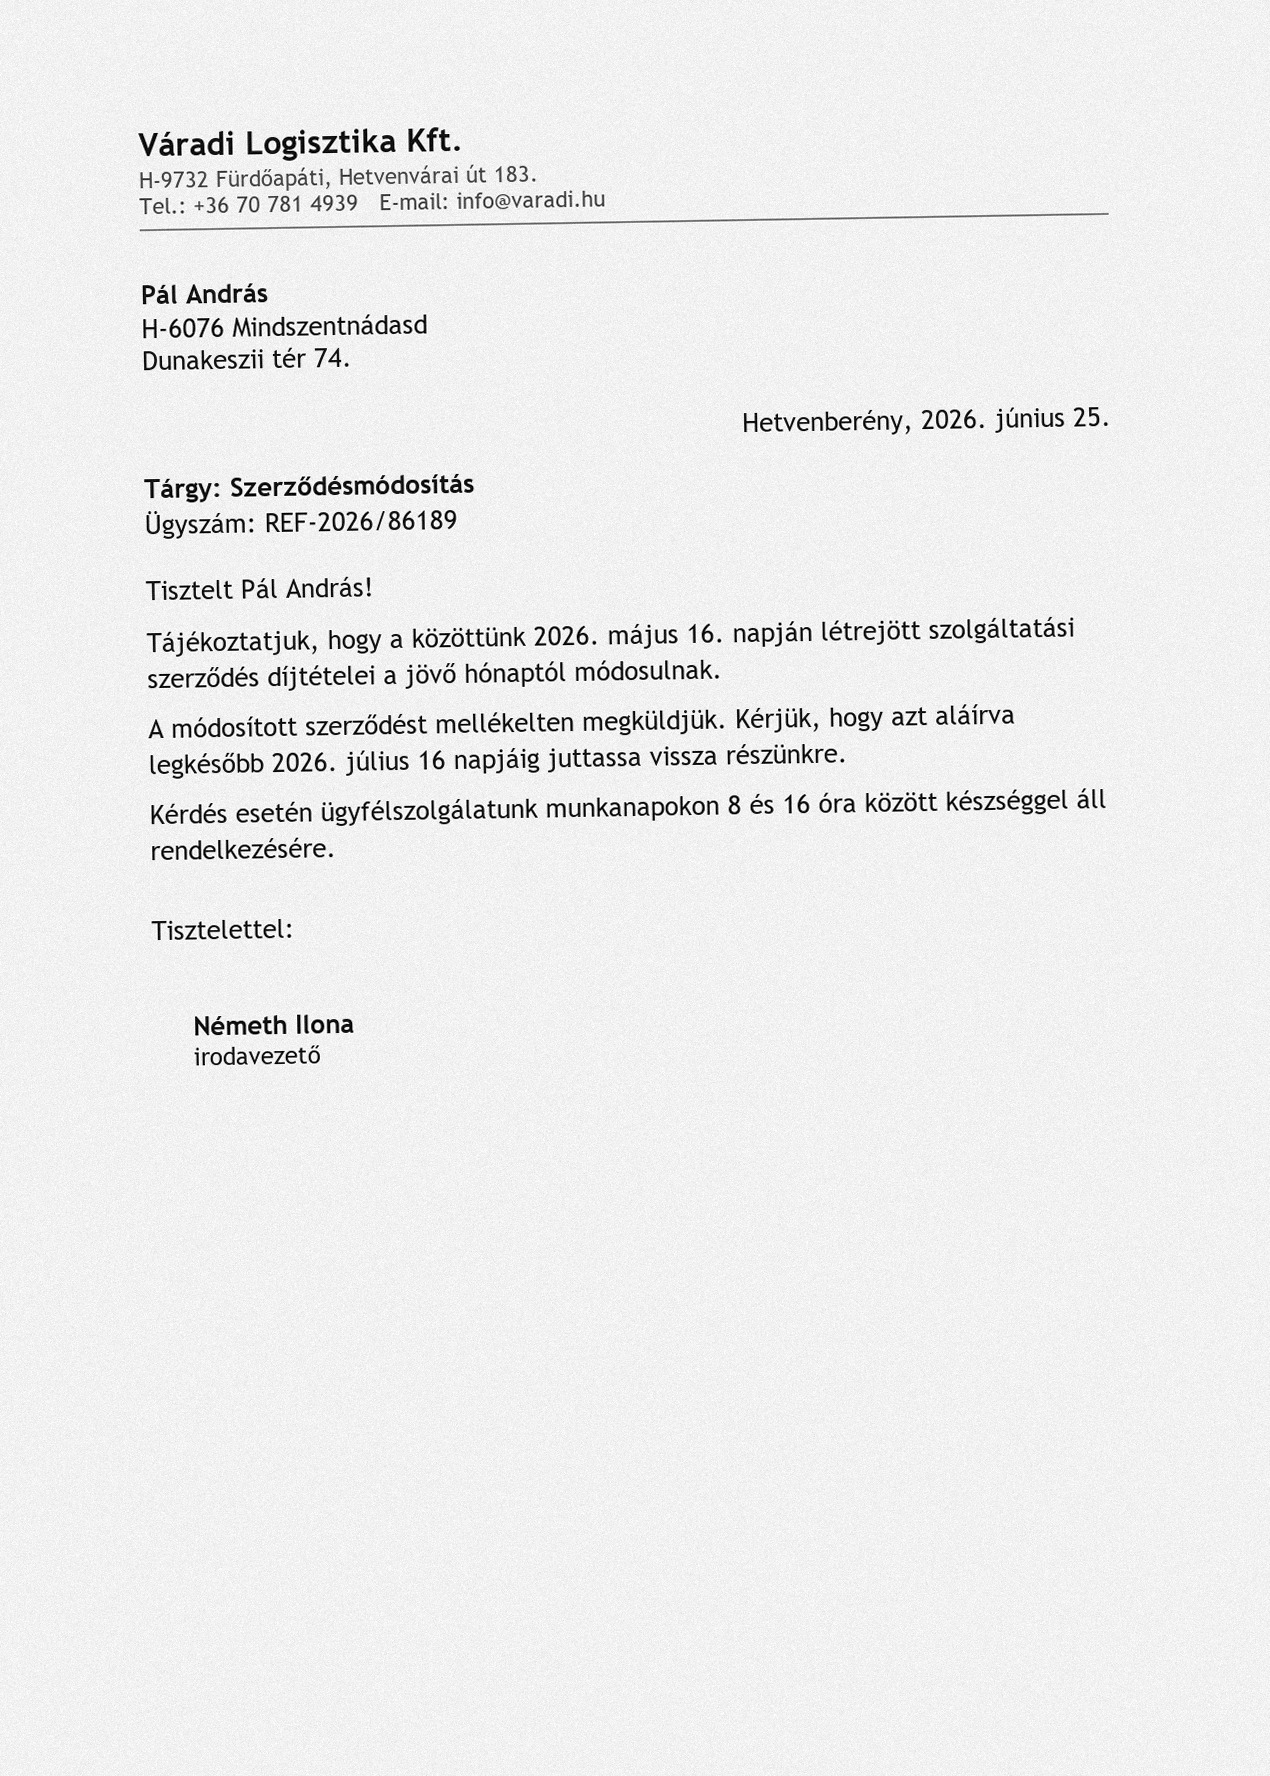 Váradi Logisztika Kft.
H-9732 Fürdőapáti, Hetvenvárai út 183.
Tel.: +36 70 781 4939 E-mail: info@varadi.hu
Pál András
H-6076 Mindszentnádasd
Dunakeszii tér 74.
Hetvenberény, 2026. június 25.
Tárgy: Szerződésmódosítás
Ügyszám: REF-2026/86189
Tisztelt Pál András!
Tájékoztatjuk, hogy a közöttünk 2026. május 16. napján létrejött szolgáltatási
szerződés díjtételei a jövő hónaptól módosulnak.
A módosított szerződést mellékelten megküldjük. Kérjük, hogy azt aláírva
legkésőbb 2026. július 16 napjáig juttassa vissza részünkre.
Kérdés esetén ügyfélszolgálatunk munkanapokon 8 és 16 óra között készséggel áll
rendelkezésére.
Tisztelettel:
Németh Ilona
irodavezető